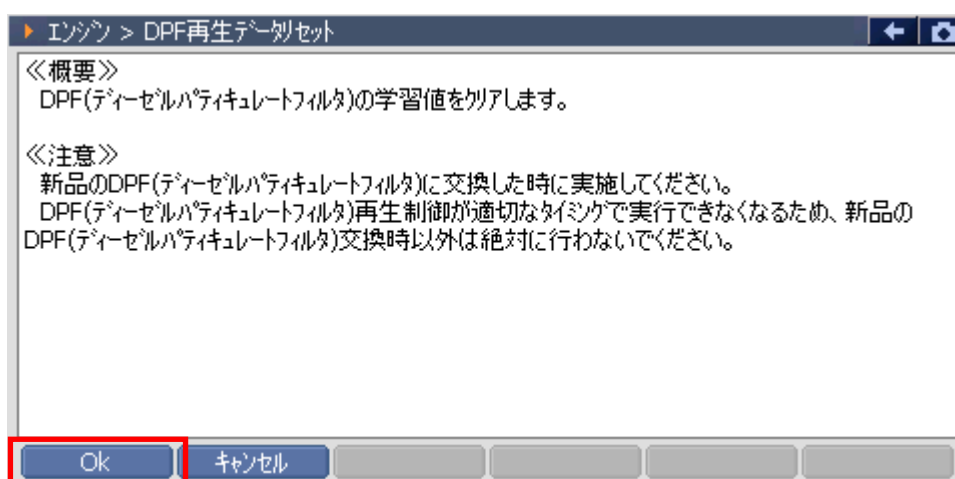 エンジン > DPF再生データリセット
≪概要≫
DPF(ディーゼルパティキュレートフィルタ)の学習値をクリアします。
≪注意≫
新品のDPF(ディーゼルパティキュレートフィルタ)に交換した時に実施してください。
DPF(ディーゼルパティキュレートフィルタ)再生制御が適切なタイミングで実行できなくなるため、新品の
DPF(ディーゼルパティキュレートフィルタ)交換時以外は絶対に行わないでください。
Ok キャンセル